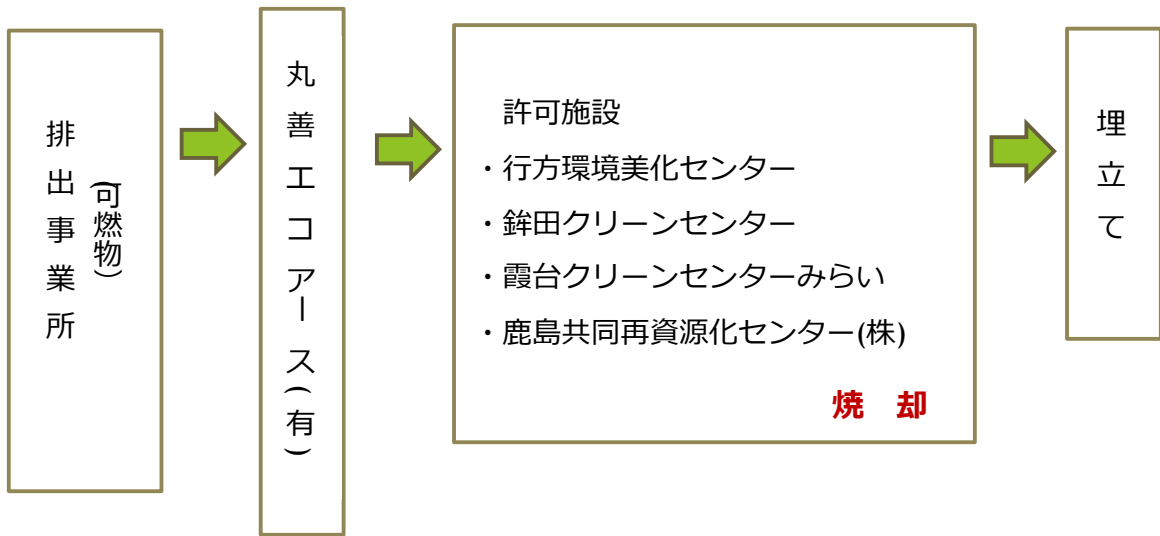 排出事業所
(可燃物)
丸善エコアース(有)
許可施設
・行方環境美化センター
・鉾田クリーンセンター
・霞台クリーンセンターみらい
・鹿島共同再資源化センター(株)
焼　却
埋立て